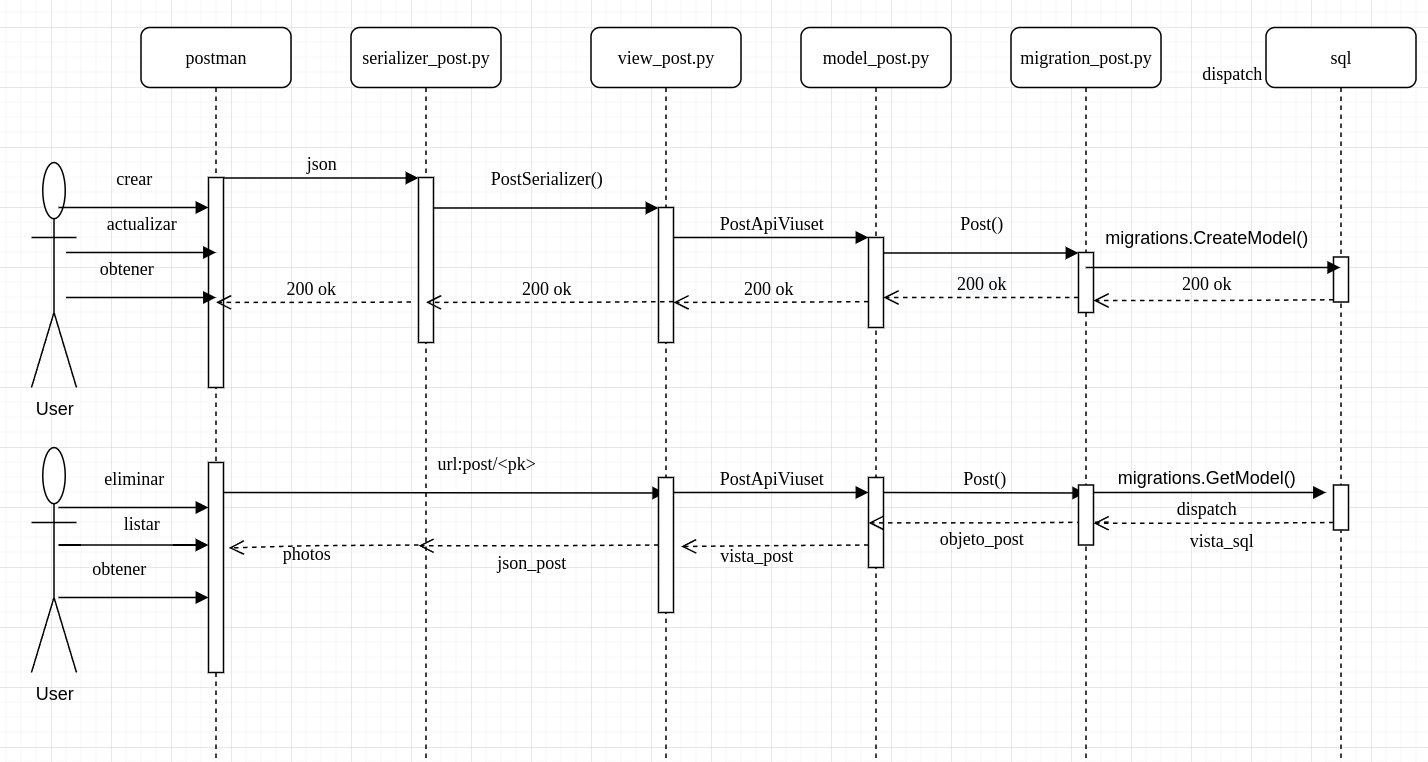 postman
serializer_post.py
view_post.py
model_post.py
migration_post.py
dispatch
sql
crear
json
PostSerializer()
actualizar
PostApiViuset
Post()
migrations.CreateModel()
obtener
200 ok
200 ok
200 ok
200 ok
200 ok
User
eliminar
url:post/<pk>
PostApiViuset
Post()
migrations.GetModel()
listar
dispatch
photos
json_post
vista_post
objeto_post
vista_sql
obtener
User